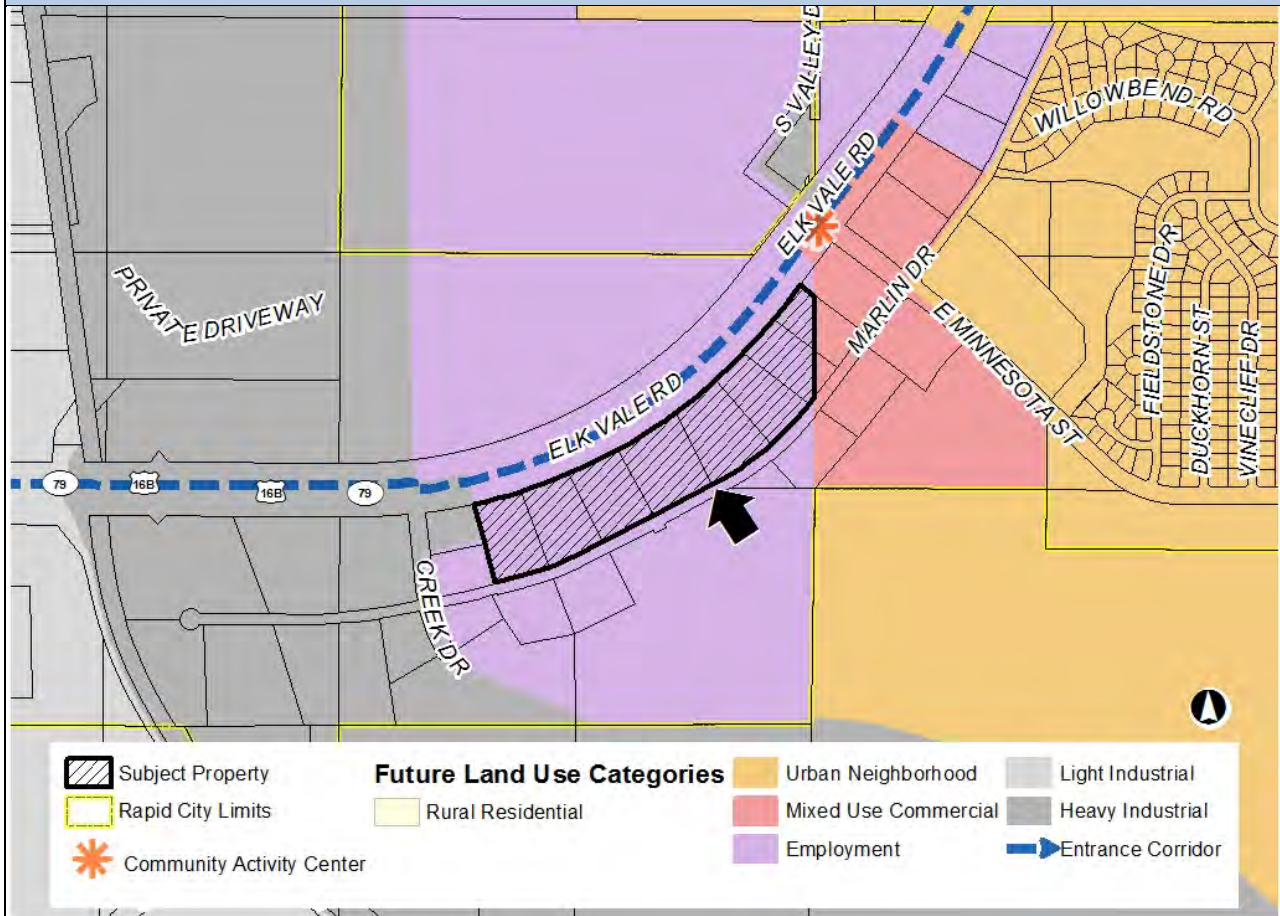 S VALLEY D
WILLOWBEND RD
ELK VALE RD
PRIVATE DRIVEWAY
MARLIN DR
E MINNESOTA ST
FIELDSTONE DR
DUCKHORN ST
VINECLIFF DR
ELK VALE RD
79
16B
16B
79
CREEK DR
Subject Property
Rapid City Limits
Community Activity Center
Future Land Use Categories
Rural Residential
Urban Neighborhood
Mixed Use Commercial
Employment
Light Industrial
Heavy Industrial
Entrance Corridor